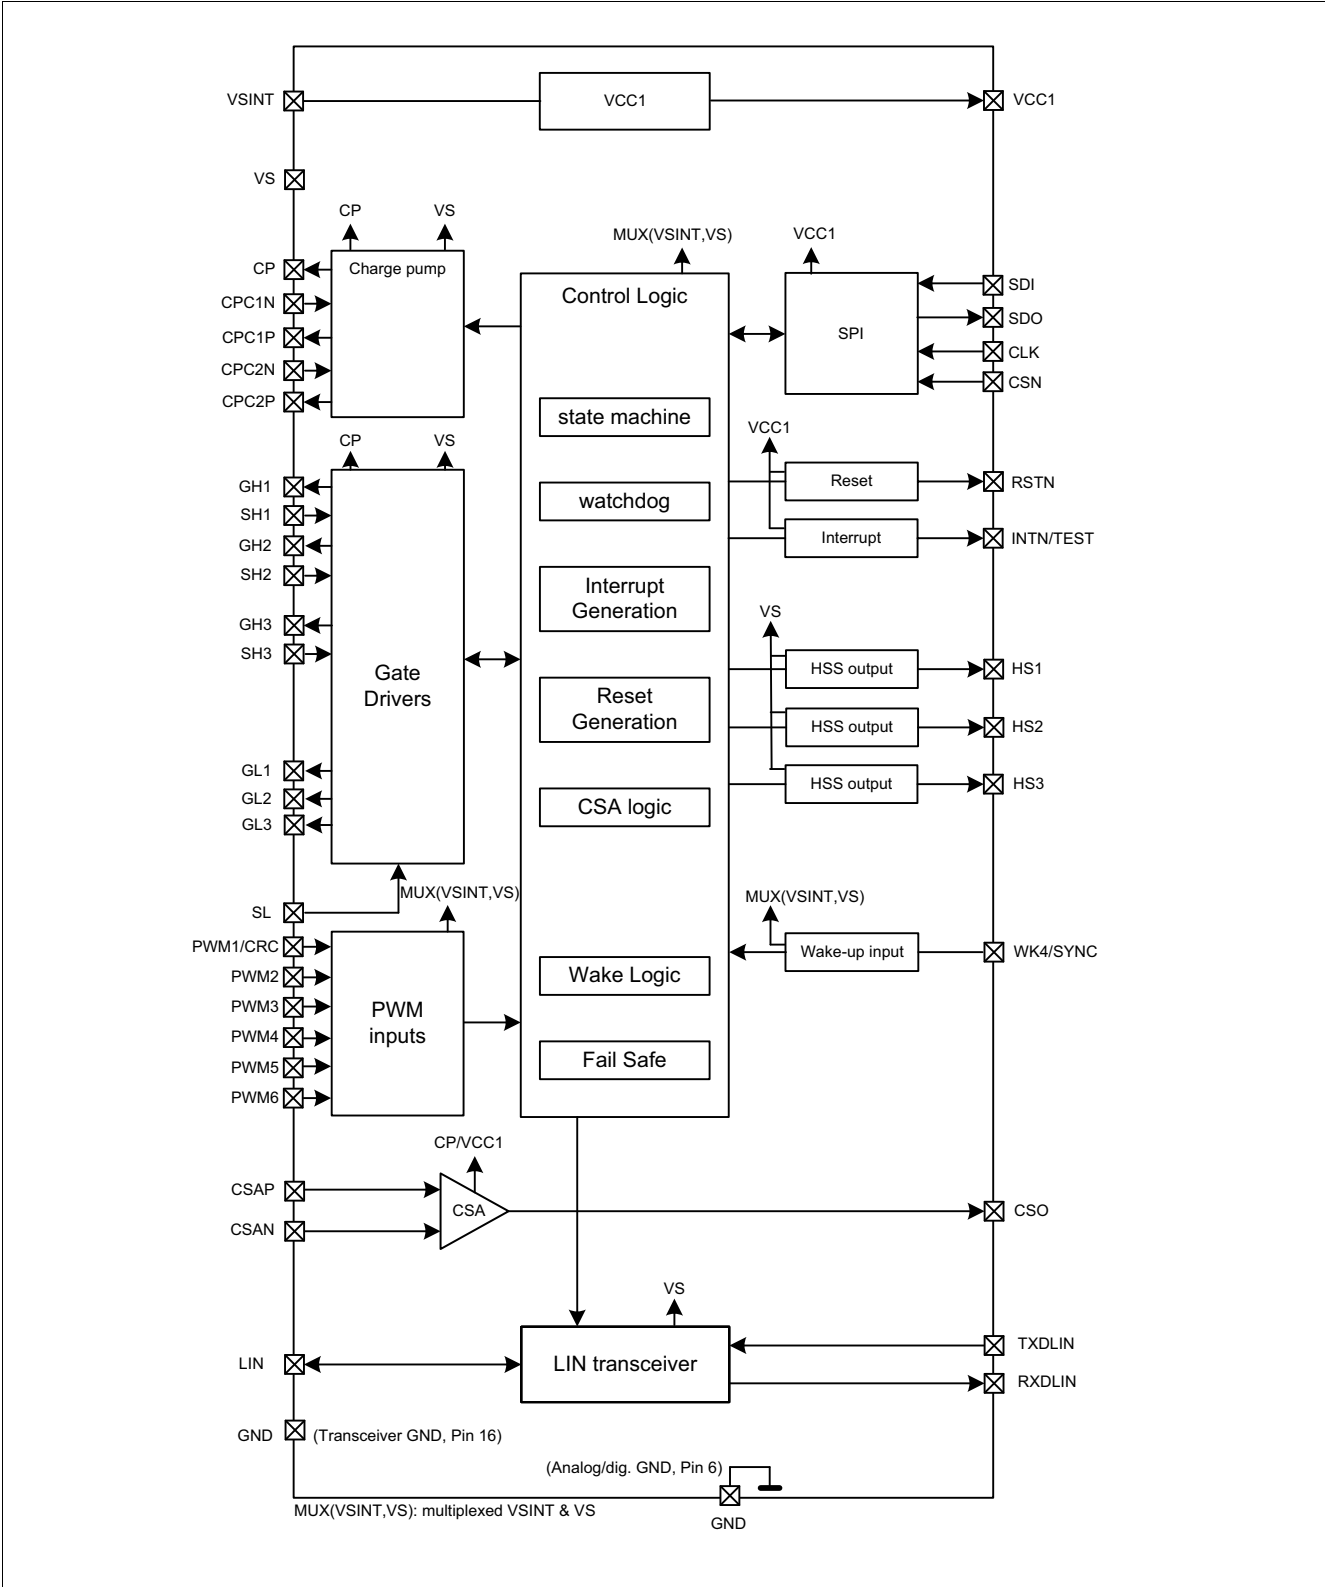 VSINT
VCC1
VCC1
VS
CP
VS
MUX(VSINT,VS)
VCC1
CP
Charge pump
CPC1N
CPC1P
CPC2N
CPC2P
Control Logic
SPI
SDI
SDO
CLK
CSN
state machine
CP
VS
VCC1
GH1
SH1
GH2
SH2
GH3
SH3
Gate
Drivers
GL1
GL2
GL3
watchdog
Interrupt
Generation
Reset
Generation
CSA logic
Reset
RSTN
Interrupt
INTN/TEST
VS
HSS output
HS1
HSS output
HS2
HSS output
HS3
SL
MUX(VSINT,VS)
MUX(VSINT,VS)
PWM1/CRC
PWM2
PWM3
PWM4
PWM5
PWM6
PWM
inputs
Wake Logic
Fail Safe
Wake-up input
WK4/SYNC
CP/VCC1
CSAP
CSAN
CSA
CSO
VS
LIN
LIN transceiver
TXDLIN
RXDLIN
GND
(Transceiver GND, Pin 16)
(Analog/dig. GND, Pin 6)
MUX(VSINT,VS): multiplexed VSINT & VS
GND